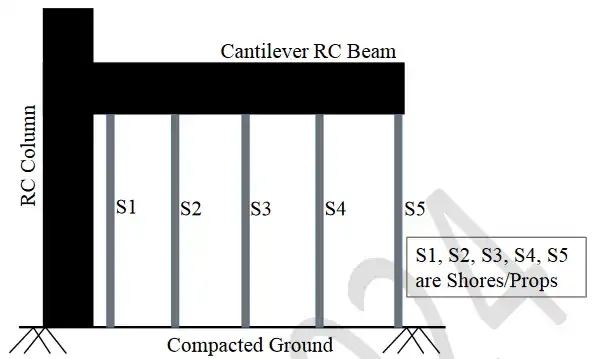 Cantilever RC Beam
RC Column
S1
S2
S3
S4
S5
S1, S2, S3, S4, S5
are Shores/Props
Compacted Ground